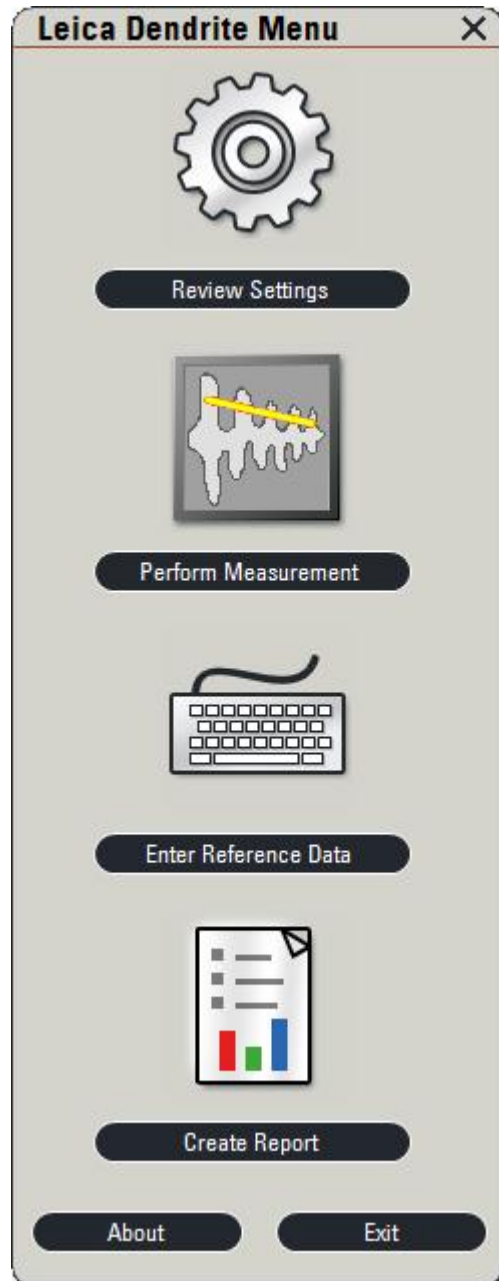 Leica Dendrite Menu
Review Settings
Perform Measurement
Enter Reference Data
Create Report
About Exit